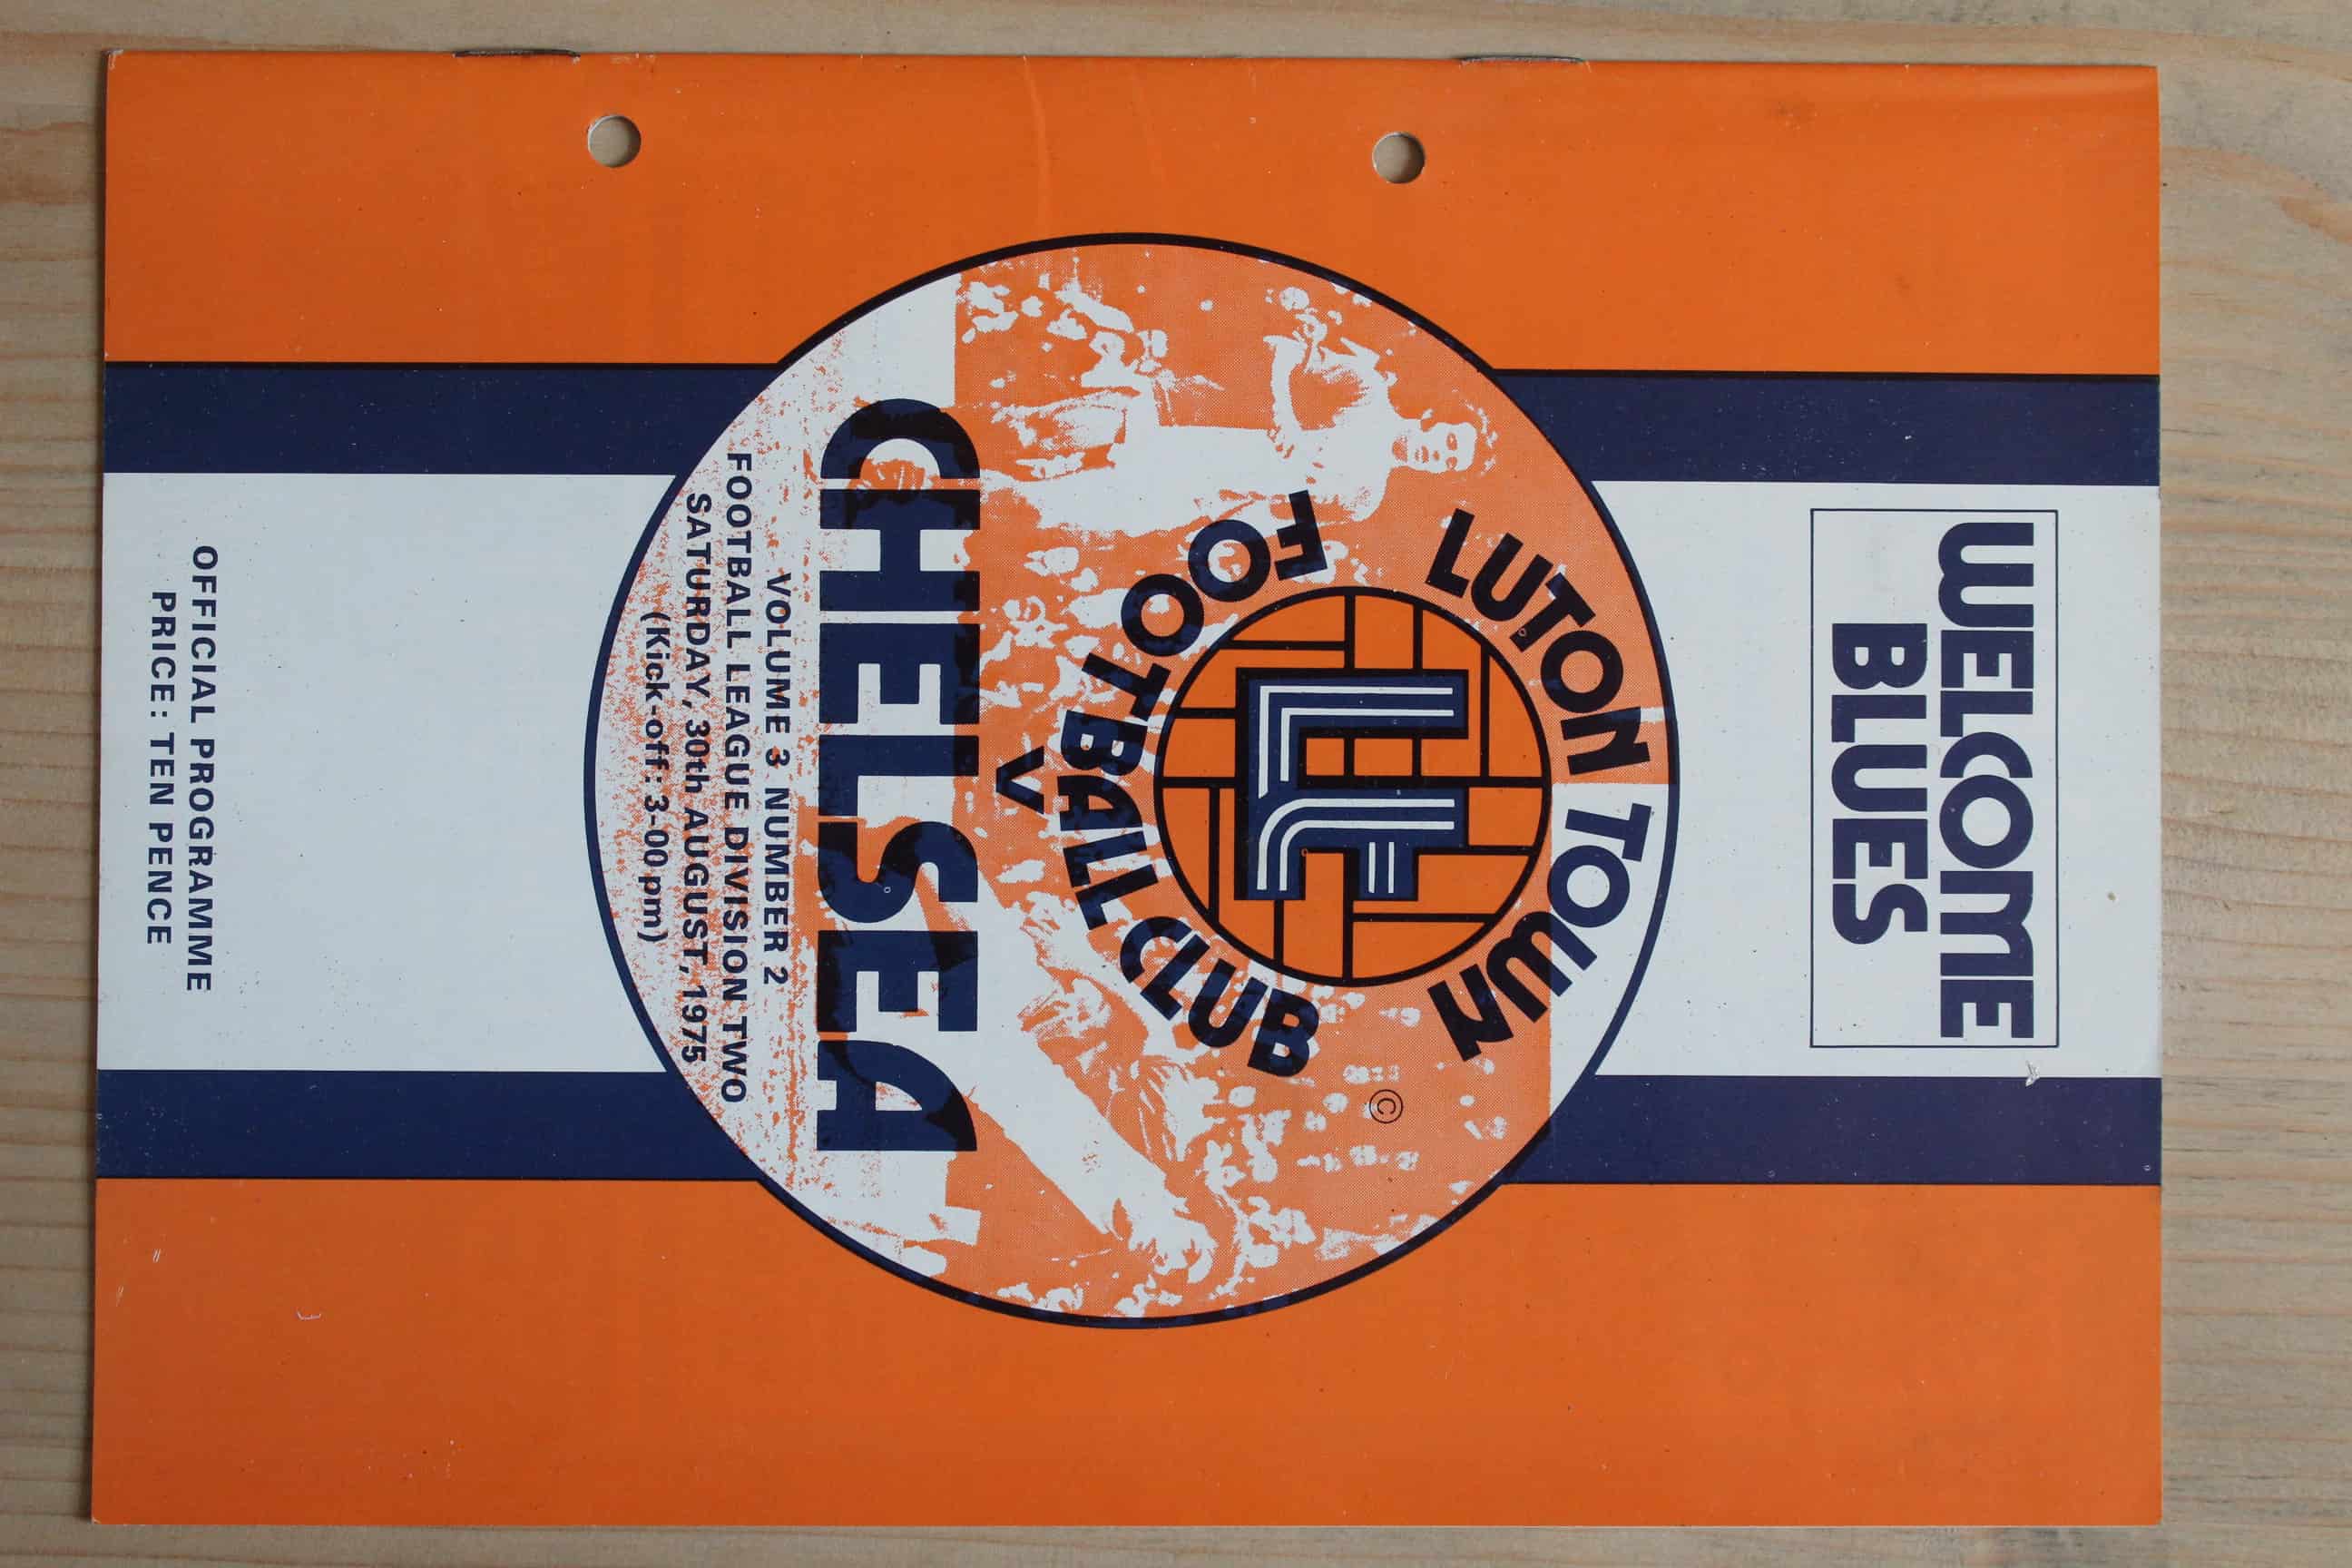 WELCOME
BLUES
LUTON TOWN
FOOTBALL CLUB
©
V
CHELSEA
VOLUME 3 NUMBER 2
FOOTBALL LEAGUE DIVISION TWO
SATURDAY, 30th AUGUST, 1975
(Kick-off: 3-00 pm)
OFFICIAL PROGRAMME
PRICE: TEN PENCE